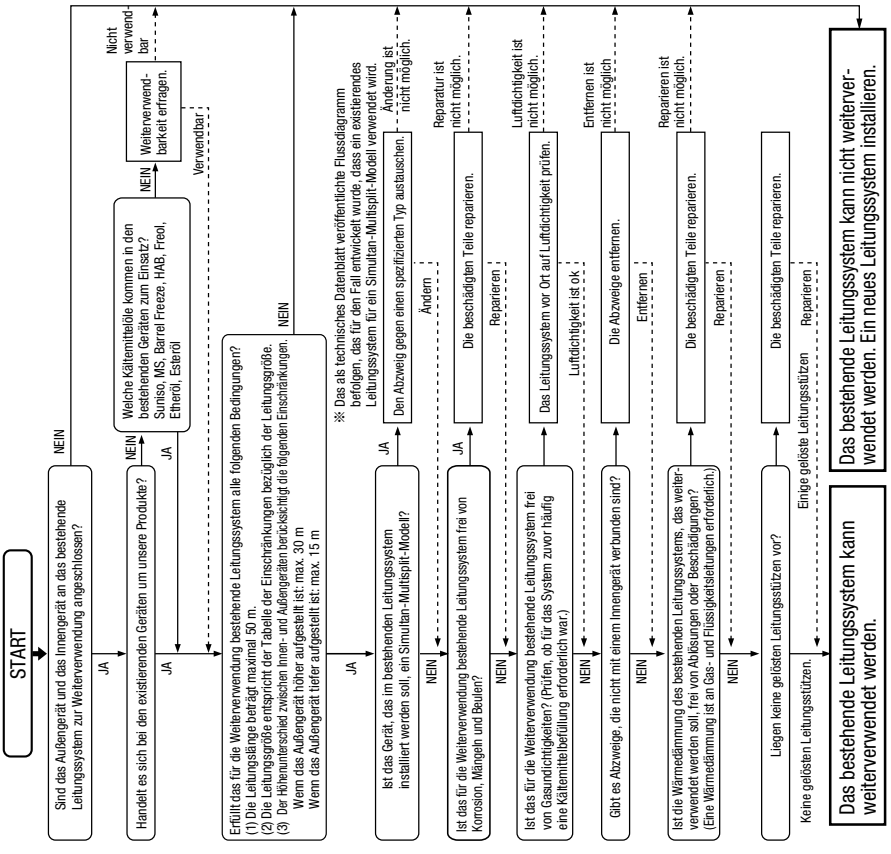 START
Sind das Außengerät und das Innengerät an das bestehende
Leitungssystem zur Weiterverwendung angeschlossen?
NEIN
JA
Handelt es sich bei den existierenden Geräten um unsere Produkte?
NEIN
JA
Welche Kältemittelöle kommen in den
bestehenden Geräten zum Einsatz?
Suniso, MS, Barrel Freeze, HAB, Freol,
Etheröl, Esteröl
NEIN
JA
Weiterverwend-
barkeit erfragen.
Nicht
verwend-
bar
Verwendbar
Erfüllt das für die Weiterverwendung bestehende Leitungssystem alle folgenden Bedingungen?
(1) Die Leitungslänge beträgt maximal 50 m.
(2) Die Leitungsgröße entspricht der Tabelle der Einschränkungen bezüglich der Leitungsgröße.
(3) Der Höhenunterschied zwischen Innen- und Außengeräten berücksichtigt die folgenden Einschränkungen.
Wenn das Außengerät höher aufgestellt ist: max. 30 m
Wenn das Außengerät tiefer aufgestellt ist: max. 15 m
NEIN
JA
※ Das als technisches Datenblatt veröffentlichte Flussdiagramm
befolgen, das für den Fall entwickelt wurde, dass ein existierendes
Leitungssystem für ein Simultan-Multisplit-Modell verwendet wird.
Ist das Gerät, das im bestehenden Leitungssystem
installiert werden soll, ein Simultan-Multisplit-Modell?
JA
Den Abzweig gegen einen spezifizierten Typ austauschen.
Änderung ist
nicht möglich.
Ändern
NEIN
Ist das für die Weiterverwendung bestehende Leitungssystem frei von
Korrosion, Mängeln und Beulen?
JA
Die beschädigten Teile reparieren.
Reparatur ist
nicht möglich.
Reparieren
NEIN
Ist das für die Weiterverwendung bestehende Leitungssystem frei
von Gasundichtigkeiten? (Prüfen, ob für das System zuvor häufig
eine Kältemittelbefüllung erforderlich war.)
Das Leitungssystem vor Ort auf Luftdichtigkeit prüfen.
Luftdichtigkeit ist
nicht möglich.
Luftdichtigkeit ist ok
NEIN
Gibt es Abzweige, die nicht mit einem Innengerät verbunden sind?
Die Abzweige entfernen.
Entfernen ist
nicht möglich
Entfernen
NEIN
Ist die Wärmedämmung des bestehenden Leitungssystems, das weiter-
verwendet werden soll, frei von Ablösungen oder Beschädigungen?
(Eine Wärmedämmung ist an Gas- und Flüssigkeitsleitungen erforderlich.)
Die beschädigten Teile reparieren.
Reparieren ist
nicht möglich.
Reparieren
NEIN
Liegen keine gelösten Leitungsstützen vor?
Die beschädigten Teile reparieren.
Reparieren
Einige gelöste Leitungsstützen
Keine gelösten Leitungsstützen.
Das bestehende Leitungssystem kann
weiterverwendet werden.
Das bestehende Leitungssystem kann nicht weiterver-
wendet werden. Ein neues Leitungssystem installieren.